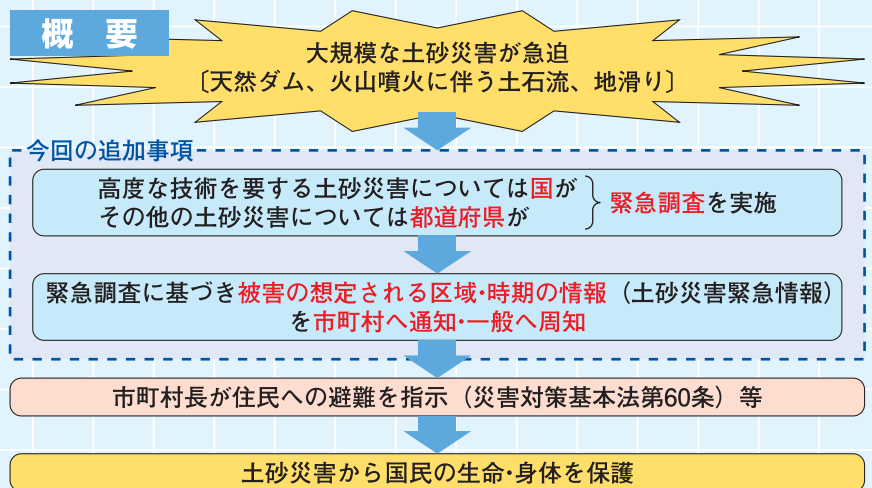 概 要
大規模な土砂災害が急迫
〔天然ダム、火山噴火に伴う土石流、地滑り〕
今回の追加事項
高度な技術を要する土砂災害については国が
その他の土砂災害については都道府県が
緊急調査を実施
緊急調査に基づき被害の想定される区域・時期の情報（土砂災害緊急情報）
を市町村へ通知・一般へ周知
市町村長が住民への避難を指示（災害対策基本法第60条）等
土砂災害から国民の生命・身体を保護